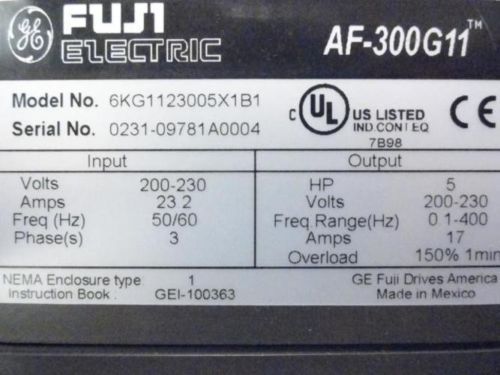 GE FUJI ELECTRIC AF-300G11™
Model No. 6KG1123005X1B1
Serial No. 0231-09781A0004
C UL US LISTED CE
IND.CONT.EQ
7B98
Input Output
Volts 200-230 HP 5
Amps 23 2 Volts 200-230
Freq (Hz) 50/60 Freq.Range(Hz) 0 1-400
Phase(s) 3 Amps 17
Overload 150% 1min
NEMA Enclosure type 1 GE Fuji Drives America
Instruction Book . GEI-100363 Made in Mexico